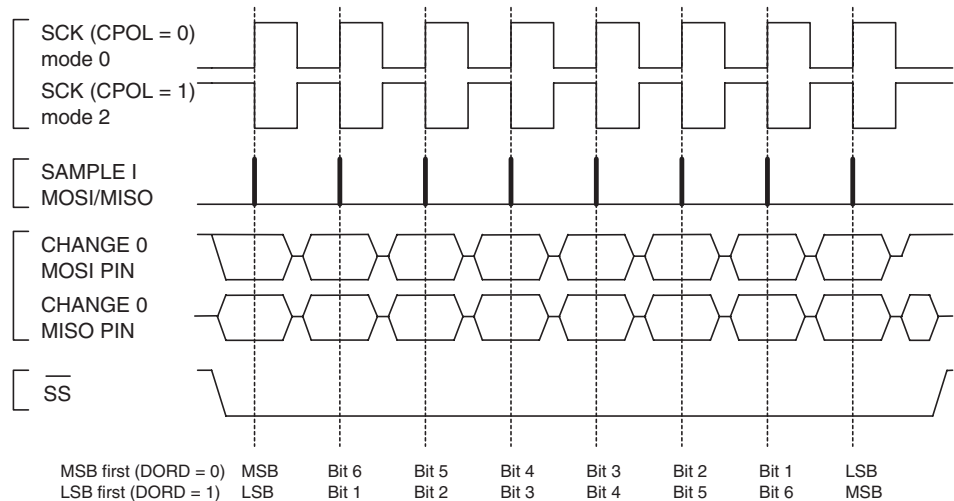 SCK (CPOL = 0)
mode 0
SCK (CPOL = 1)
mode 2
SAMPLE I
MOSI/MISO
CHANGE 0
MOSI PIN
CHANGE 0
MISO PIN
SS
MSB first (DORD = 0) MSB Bit 6 Bit 5 Bit 4 Bit 3 Bit 2 Bit 1 LSB
LSB first (DORD = 1) LSB Bit 1 Bit 2 Bit 3 Bit 4 Bit 5 Bit 6 MSB